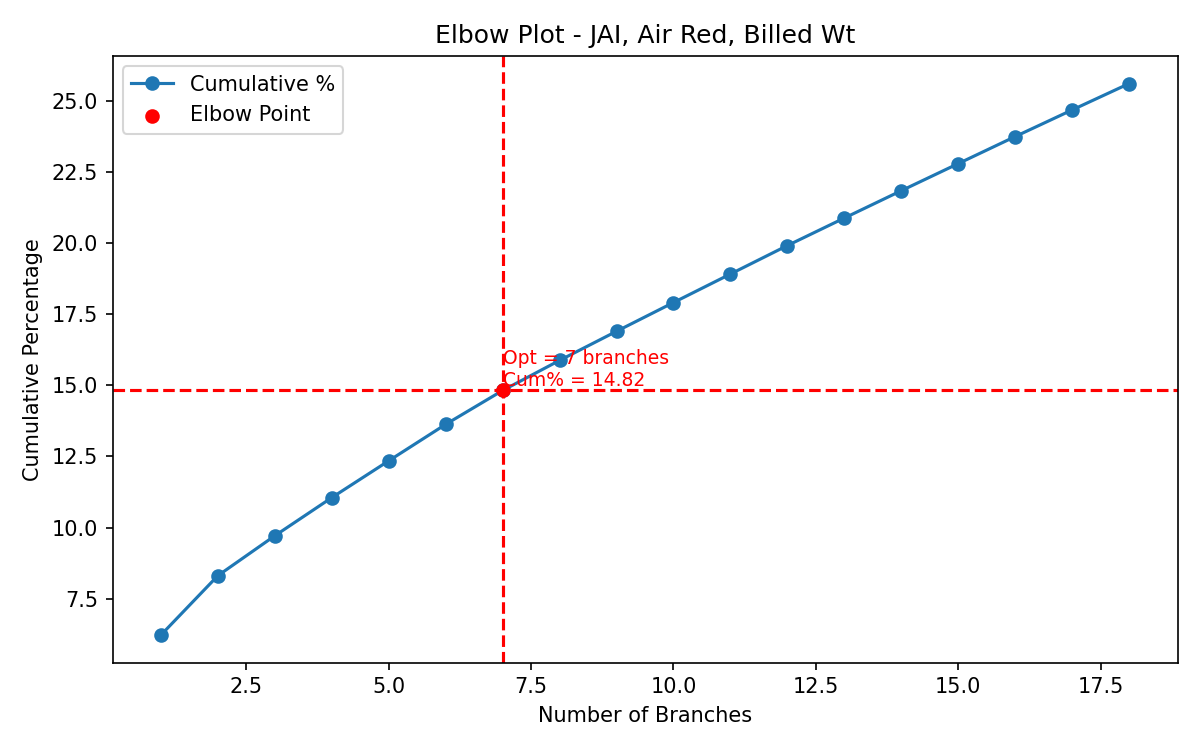 Elbow Plot - JAI, Air Red, Billed Wt
Cumulative %
Elbow Point
Cumulative Percentage
25.0
22.5
20.0
17.5
15.0
12.5
10.0
7.5
Opt = 7 branches
Cum% = 14.82
2.5
5.0
7.5
10.0
12.5
15.0
17.5
Number of Branches